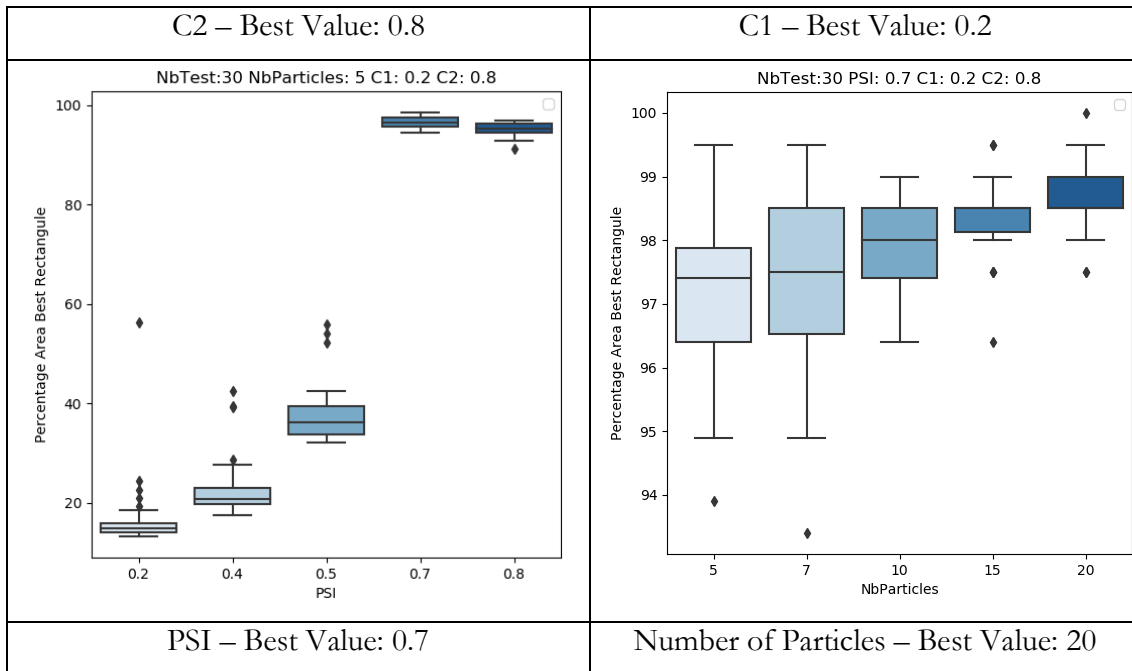 C2 – Best Value: 0.8
C1 – Best Value: 0.2
NbTest:30 NbParticles: 5 C1: 0.2 C2: 0.8
Percentage Area Best Rectangule
100
80
60
40
20
0.2 0.4 0.5 0.7 0.8
PSI
NbTest:30 PSI: 0.7 C1: 0.2 C2: 0.8
Percentage Area Best Rectangule
100
99
98
97
96
95
94
5 7 10 15 20
NbParticles
PSI – Best Value: 0.7
Number of Particles – Best Value: 20